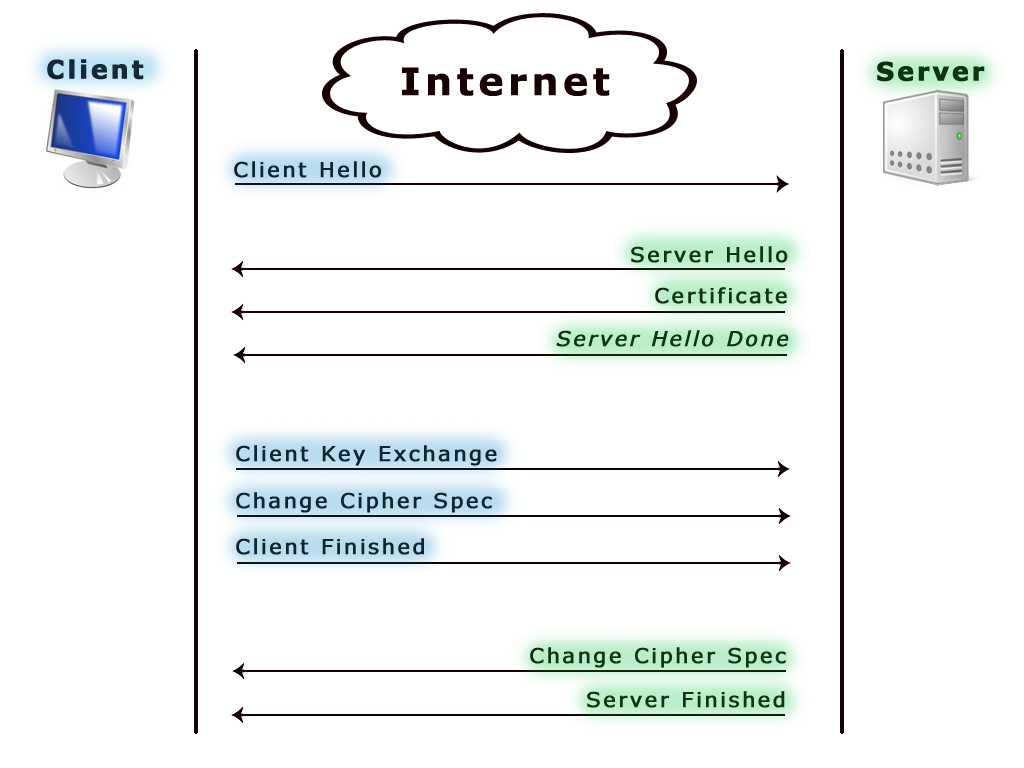 Client
Internet
Server
Client Hello
Server Hello
Certificate
Server Hello Done
Client Key Exchange
Change Cipher Spec
Client Finished
Change Cipher Spec
Server Finished